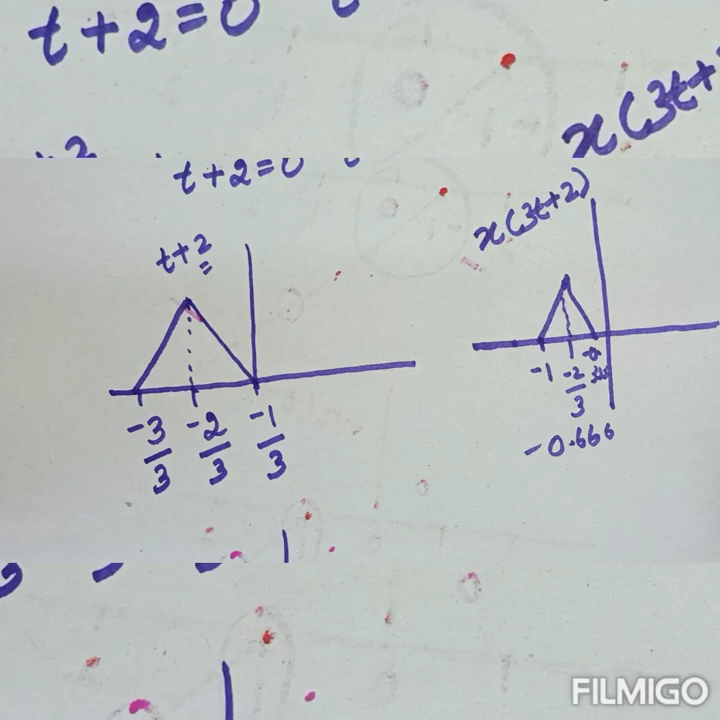 t+2=0
x(3t+
t+2=0
t+2
x(3t+2)
-3/3 -2/3 -1/3
-1 -2/3
-0.666
FILMIGO